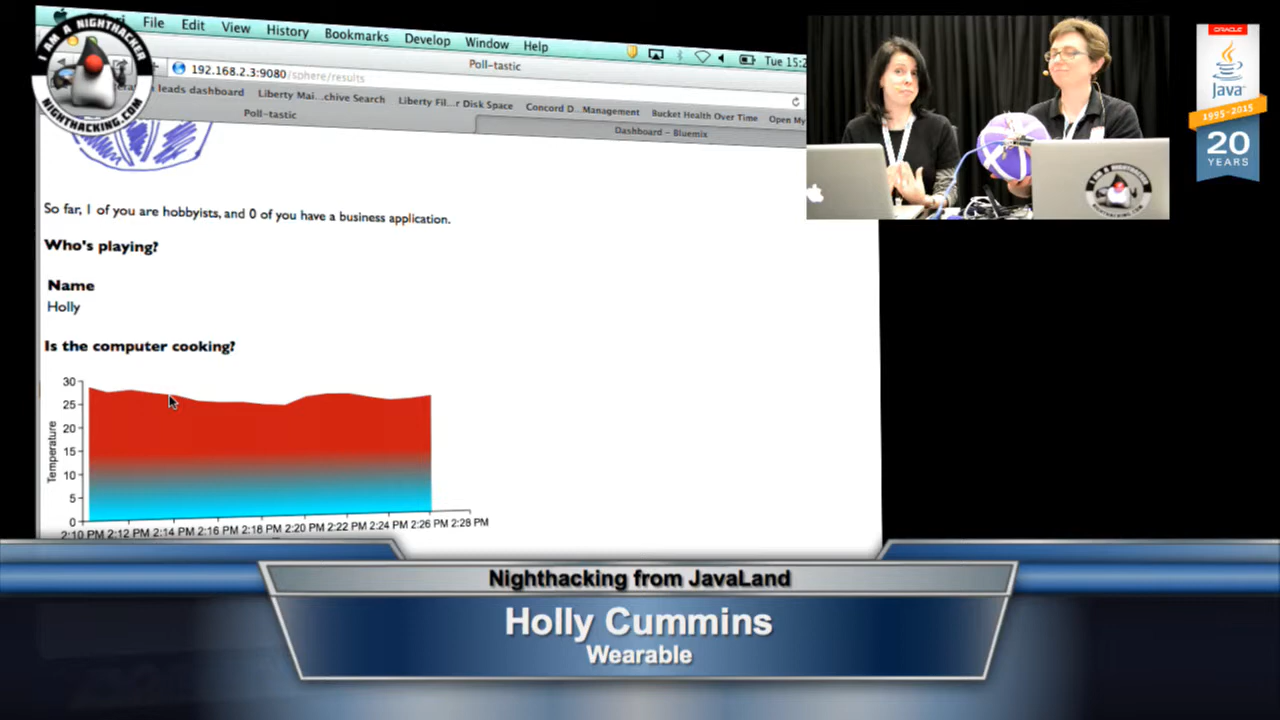 I AM A NIGHTHACKER
NIGHTHACKING.COM
File Edit View History Bookmarks Develop Window Help
Tue 15:2
Poll-tastic
192.168.2.3:9080/sphere/results
leads dashboard Liberty Mai...chive Search Liberty Fil...r Disk Space Concord D...Management Bucket Health Over Time Open My
Poll-tastic
Dashboard – Bluemix
So far, 1 of you are hobbyists, and 0 of you have a business application.
Who's playing?
Name
Holly
Is the computer cooking?
30
25
20
15
10
5
0
Temperature
2:10 PM 2:12 PM 2:14 PM 2:16 PM 2:18 PM 2:20 PM 2:22 PM 2:24 PM 2:26 PM 2:28 PM
ORACLE
Java
1995-2015
20
YEARS
I AM A NIGHTHACKER
NIGHTHACKING.COM
Nighthacking from JavaLand
Holly Cummins
Wearable